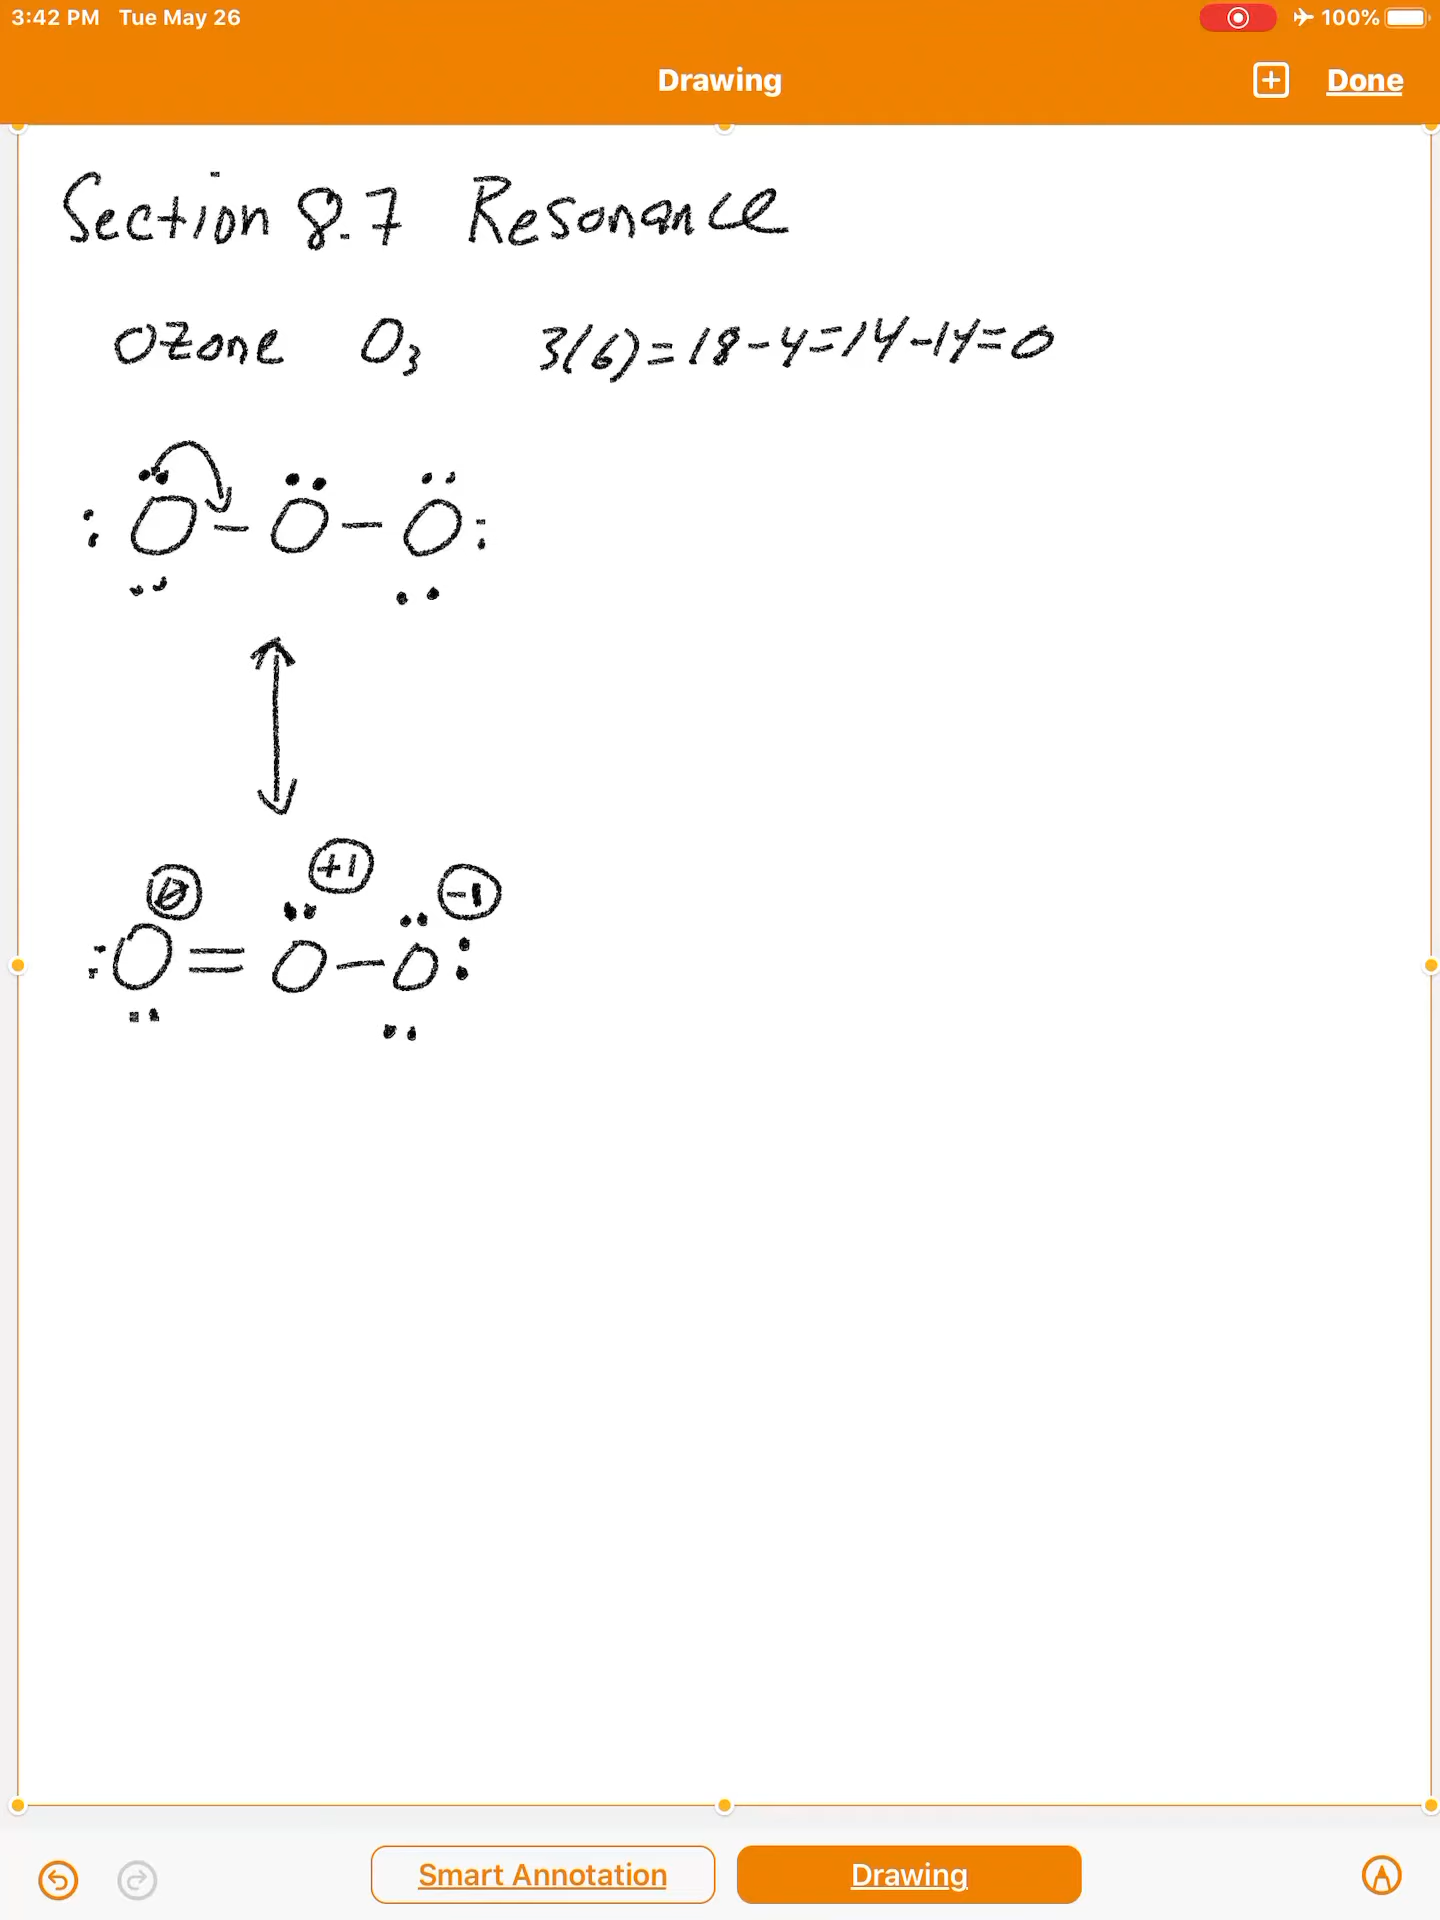 3:42 PM Tue May 26 100%
Drawing Done
Section 8.7 Resonance
Ozone O₃ 3(6)=18-4=14-14=0
:O-O-O:
0 +1 -1
:O=O-O:
Smart Annotation Drawing